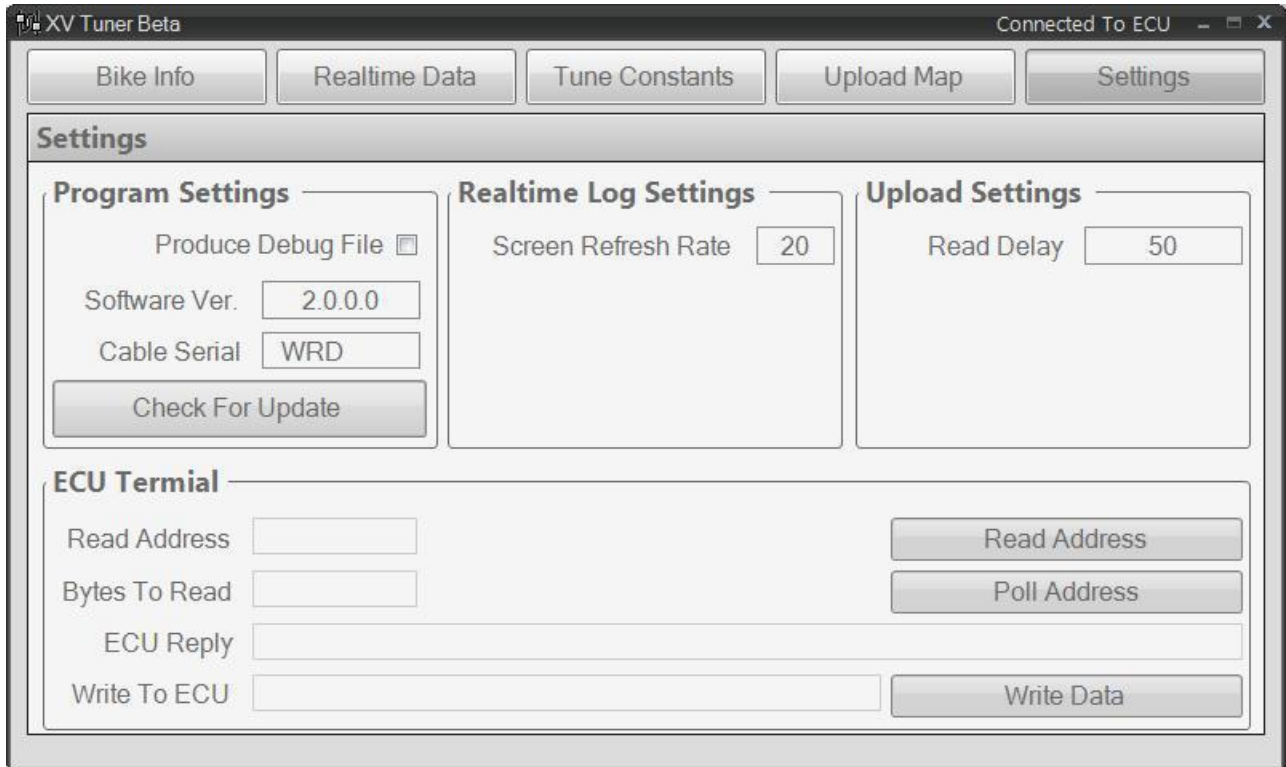 XV Tuner Beta Connected To ECU
Bike Info Realtime Data Tune Constants Upload Map Settings
Settings
Program Settings
Produce Debug File
Software Ver. 2.0.0.0
Cable Serial WRD
Check For Update
Realtime Log Settings
Screen Refresh Rate 20
Upload Settings
Read Delay 50
ECU Termial
Read Address Read Address
Bytes To Read Poll Address
ECU Reply
Write To ECU Write Data